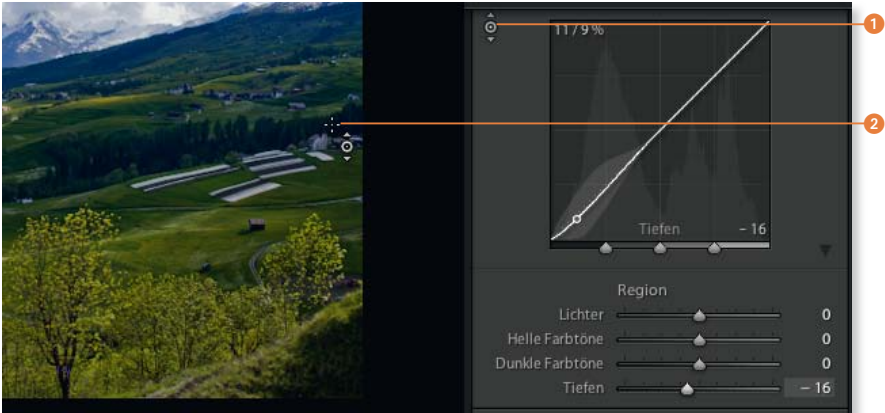 1
11 / 9 %
2
Tiefen – 16
Region
Lichter 0
Helle Farbtöne 0
Dunkle Farbtöne 0
Tiefen – 16